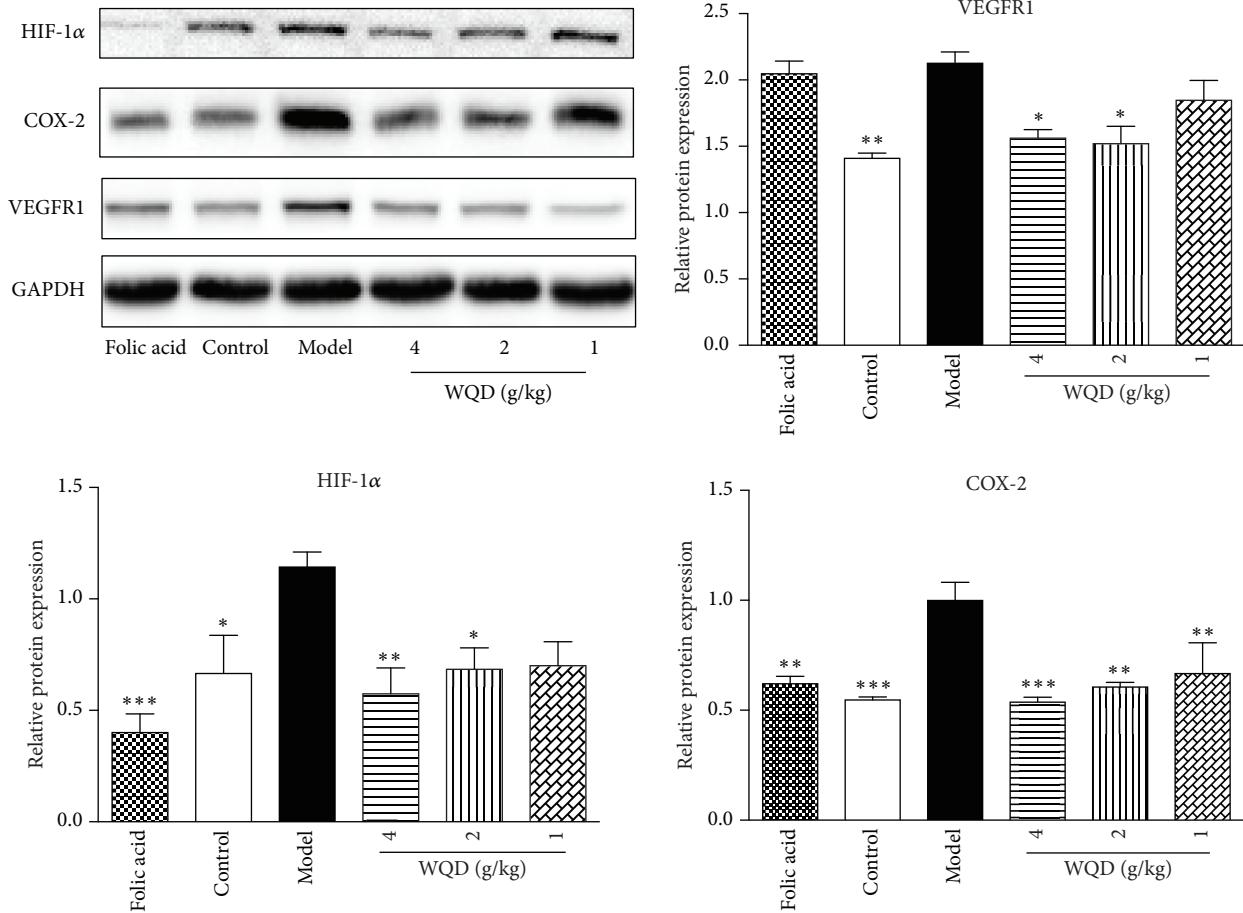 HIF-1α
COX-2
VEGFR1
GAPDH
Folic acid Control Model 4 2 1
WQD (g/kg)
VEGFR1
Relative protein expression
2.5
2.0
1.5
1.0
0.5
0.0
** * *
Folic acid Control Model 4 2 1
WQD (g/kg)
HIF-1α
Relative protein expression
1.5
1.0
0.5
0.0
*** * ** *
Folic acid Control Model 4 2 1
WQD (g/kg)
COX-2
Relative protein expression
1.5
1.0
0.5
0.0
** *** *** ** **
Folic acid Control Model 4 2 1
WQD (g/kg)